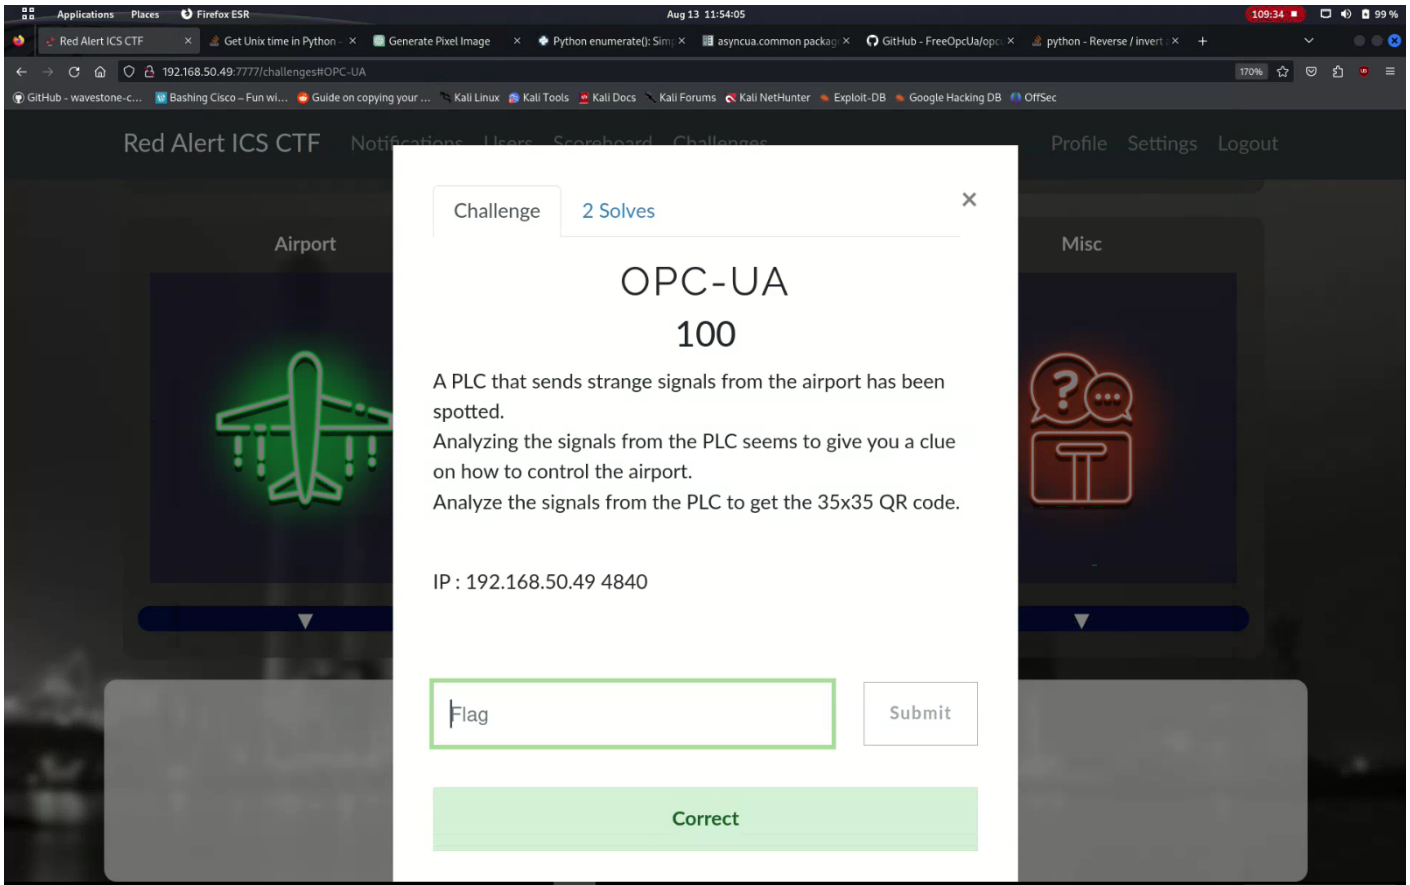 Applications Places Firefox ESR Aug 13 11:54:05 109:34 99 %
Red Alert ICS CTF Get Unix time in Python - Generate Pixel Image Python enumerate(): Sim asyncua.common packag GitHub - FreeOpcUa/opc python - Reverse / invert
192.168.50.49:7777/challenges#OPC-UA 170%
GitHub - wavestone-c... Bashing Cisco – Fun wi... Guide on copying your ... Kali Linux Kali Tools Kali Docs Kali Forums Kali NetHunter Exploit-DB Google Hacking DB OffSec
Red Alert ICS CTF Notifications Users Scoreboard Challenges Profile Settings Logout
Challenge 2 Solves ×
Airport Misc
OPC-UA
100
A PLC that sends strange signals from the airport has been
spotted.
Analyzing the signals from the PLC seems to give you a clue
on how to control the airport.
Analyze the signals from the PLC to get the 35x35 QR code.
IP : 192.168.50.49 4840
Flag Submit
Correct